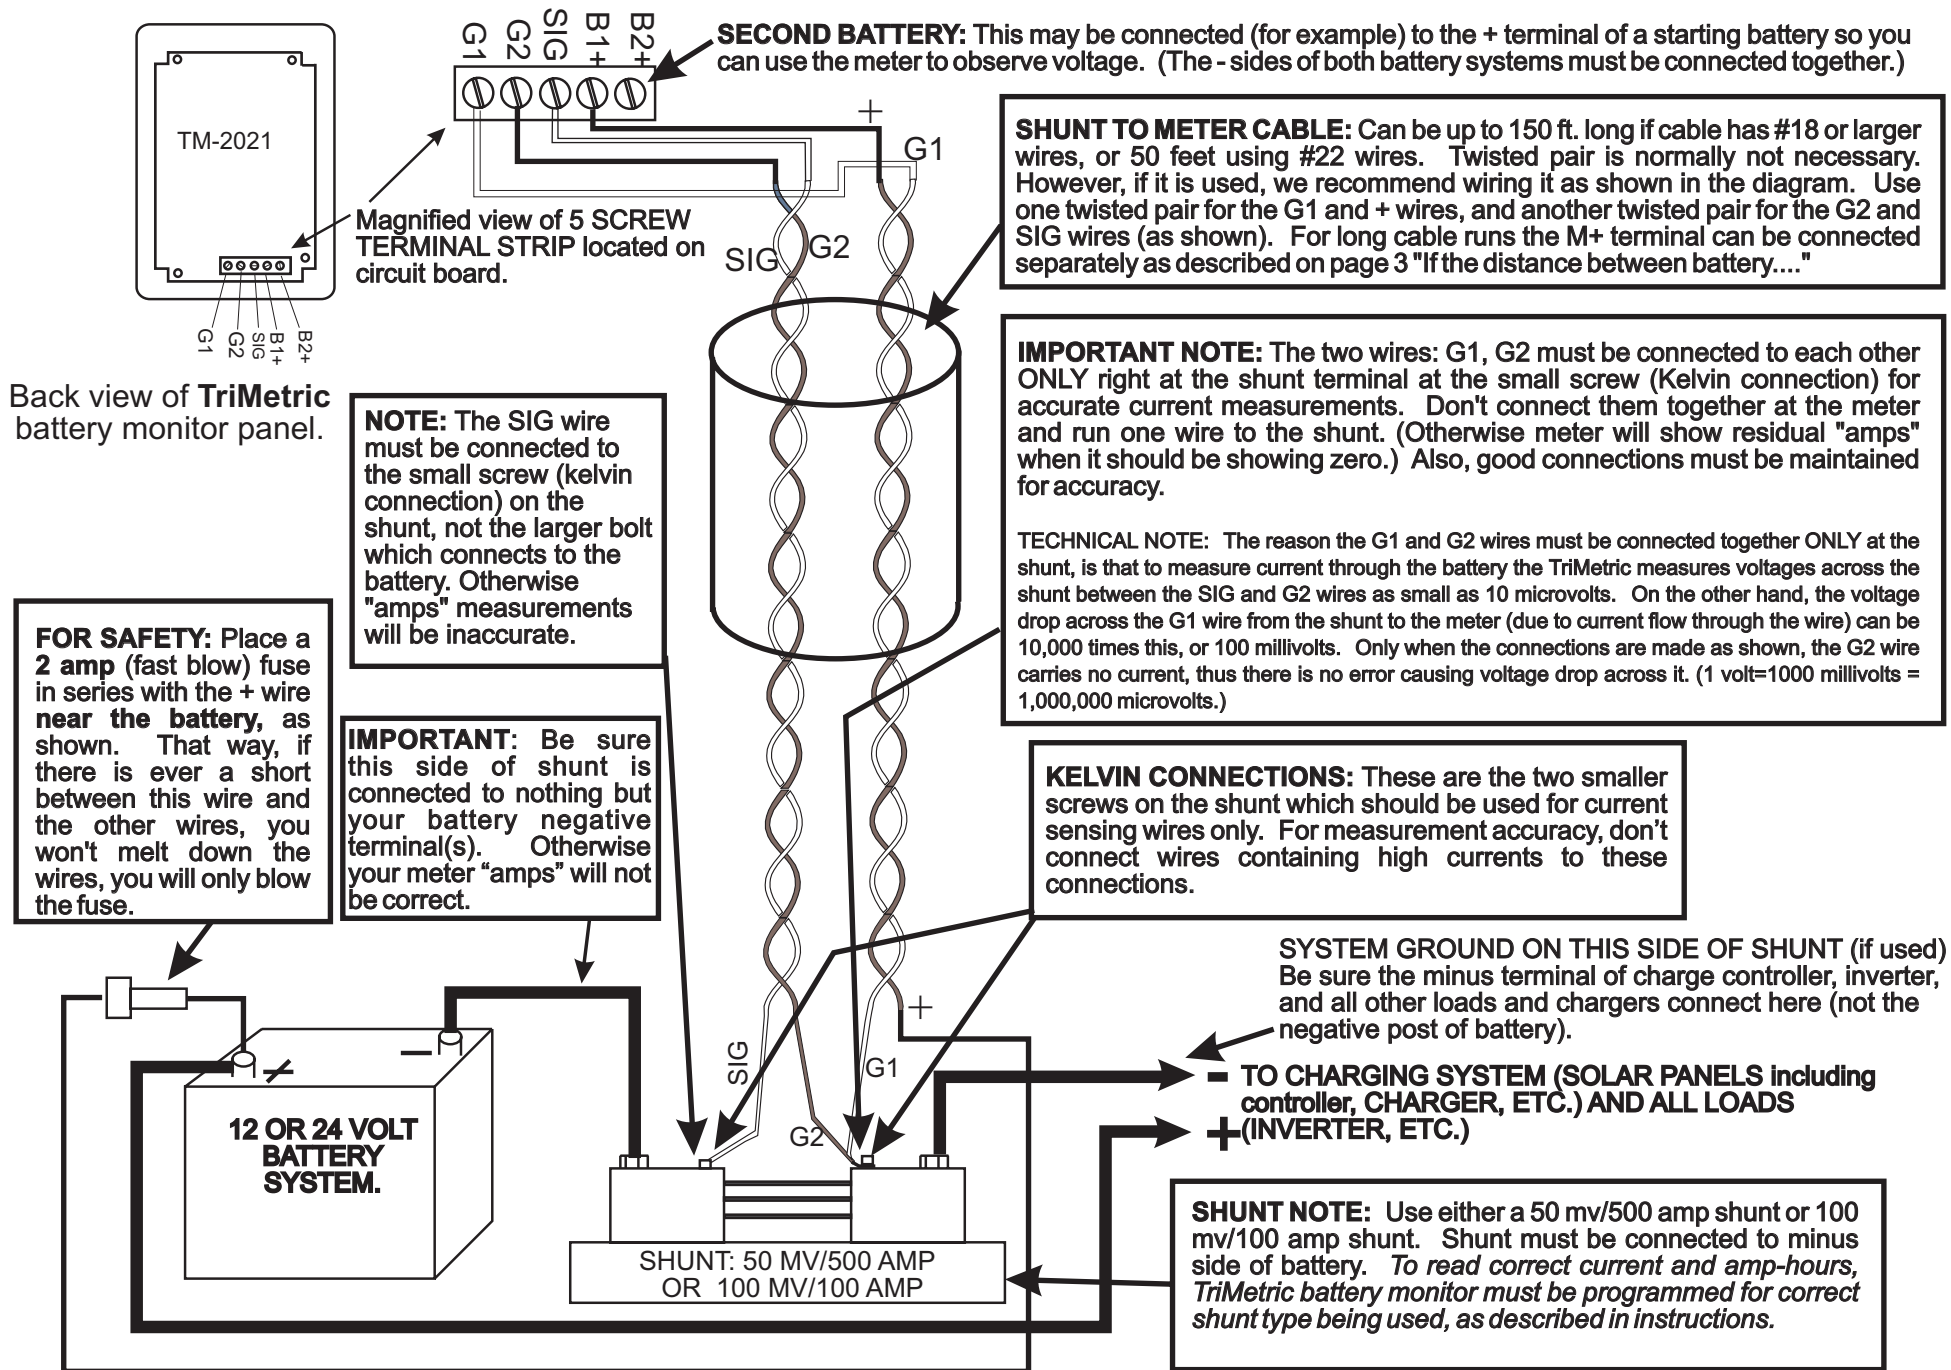 G1
G2
SIG
B1+
B2+
SECOND BATTERY: This may be connected (for example) to the + terminal of a starting battery so you
can use the meter to observe voltage. (The - sides of both battery systems must be connected together.)
TM-2021
Magnified view of 5 SCREW
TERMINAL STRIP located on
circuit board.
G1
G2
SIG
B1+
B2+
Back view of TriMetric
battery monitor panel.
+
G1
SIG
G2
SHUNT TO METER CABLE: Can be up to 150 ft. long if cable has #18 or larger
wires, or 50 feet using #22 wires. Twisted pair is normally not necessary.
However, if it is used, we recommend wiring it as shown in the diagram. Use
one twisted pair for the G1 and + wires, and another twisted pair for the G2 and
SIG wires (as shown). For long cable runs the M+ terminal can be connected
separately as described on page 3 "If the distance between battery...."
IMPORTANT NOTE: The two wires: G1, G2 must be connected to each other
ONLY right at the shunt terminal at the small screw (Kelvin connection) for
accurate current measurements. Don't connect them together at the meter
and run one wire to the shunt. (Otherwise meter will show residual "amps"
when it should be showing zero.) Also, good connections must be maintained
for accuracy.
TECHNICAL NOTE: The reason the G1 and G2 wires must be connected together ONLY at the
shunt, is that to measure current through the battery the TriMetric measures voltages across the
shunt between the SIG and G2 wires as small as 10 microvolts. On the other hand, the voltage
drop across the G1 wire from the shunt to the meter (due to current flow through the wire) can be
10,000 times this, or 100 millivolts. Only when the connections are made as shown, the G2 wire
carries no current, thus there is no error causing voltage drop across it. (1 volt=1000 millivolts =
1,000,000 microvolts.)
NOTE: The SIG wire
must be connected to
the small screw (kelvin
connection) on the
shunt, not the larger bolt
which connects to the
battery. Otherwise
"amps" measurements
will be inaccurate.
FOR SAFETY: Place a
2 amp (fast blow) fuse
in series with the + wire
near the battery, as
shown. That way, if
there is ever a short
between this wire and
the other wires, you
won't melt down the
wires, you will only blow
the fuse.
IMPORTANT: Be sure
this side of shunt is
connected to nothing but
your battery negative
terminal(s). Otherwise
your meter “amps” will not
be correct.
KELVIN CONNECTIONS: These are the two smaller
screws on the shunt which should be used for current
sensing wires only. For measurement accuracy, don’t
connect wires containing high currents to these
connections.
SYSTEM GROUND ON THIS SIDE OF SHUNT (if used)
Be sure the minus terminal of charge controller, inverter,
and all other loads and chargers connect here (not the
negative post of battery).
- TO CHARGING SYSTEM (SOLAR PANELS including
controller, CHARGER, ETC.) AND ALL LOADS
+ (INVERTER, ETC.)
+
SIG
G1
G2
-
+
12 OR 24 VOLT
BATTERY
SYSTEM.
SHUNT: 50 MV/500 AMP
OR 100 MV/100 AMP
SHUNT NOTE: Use either a 50 mv/500 amp shunt or 100
mv/100 amp shunt. Shunt must be connected to minus
side of battery. To read correct current and amp-hours,
TriMetric battery monitor must be programmed for correct
shunt type being used, as described in instructions.